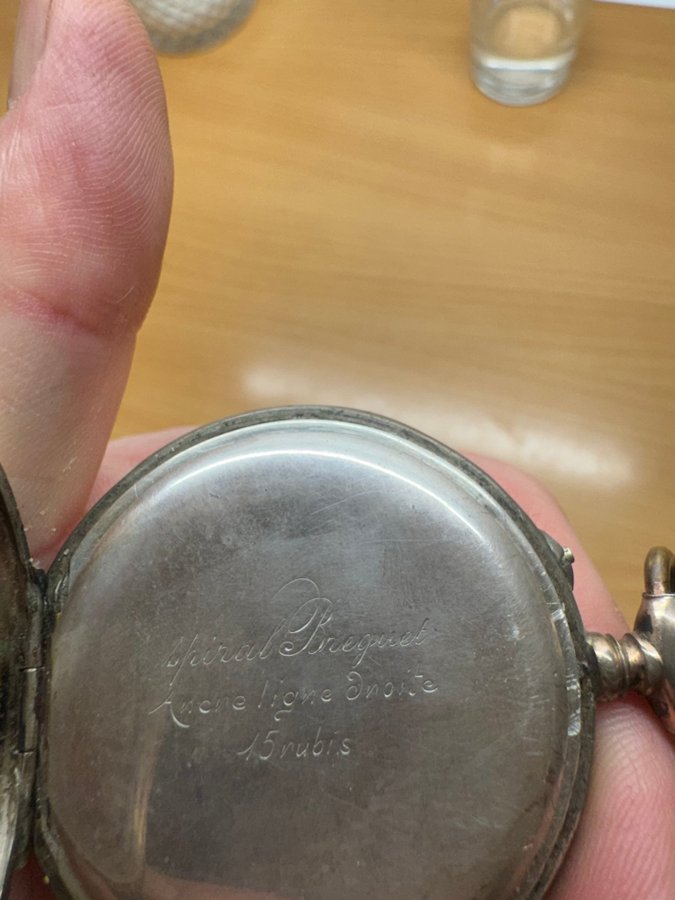 Spiral Breguet
Ancre ligne droite
15 rubis